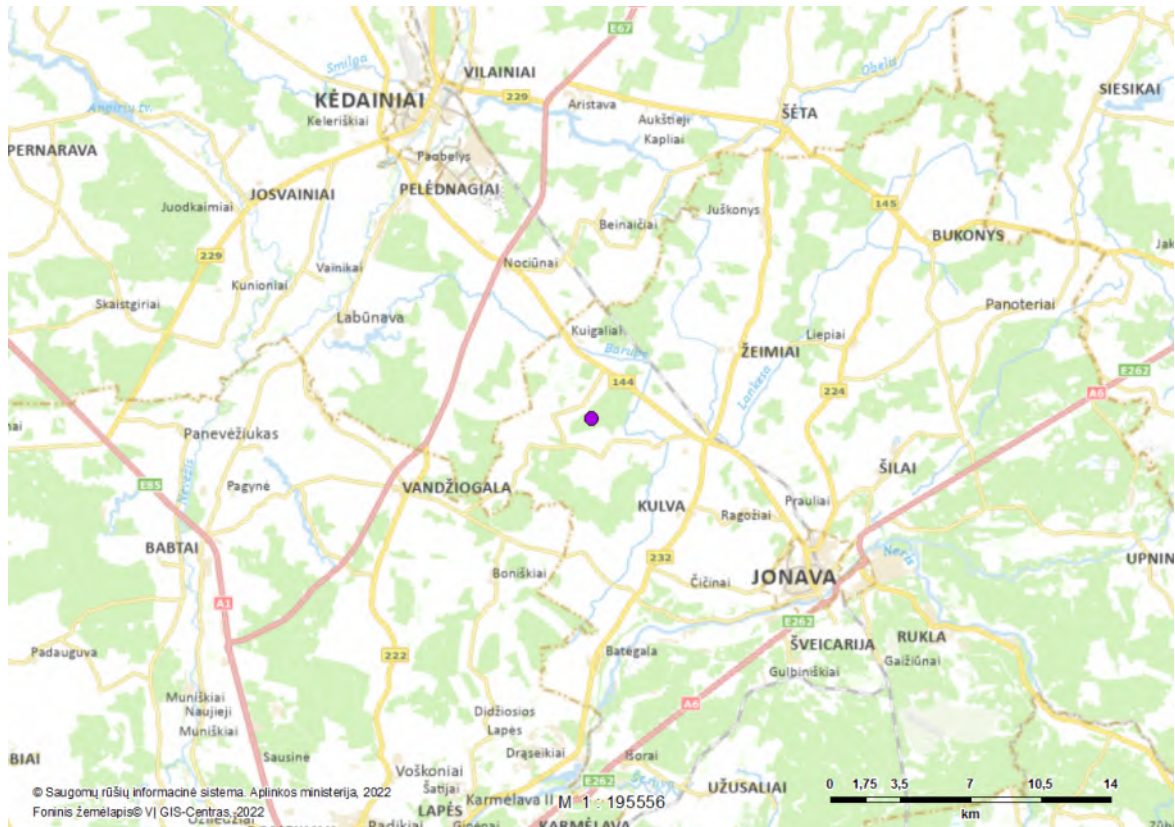 E67
Smilga
VILAINIAI
Obelis
SIESIKAI
KĖDAINIAI
229
Aristava
ŠĖTA
Keleriškiai
Aukštieji
Kapliai
PERNARAVA
Paobelys
JOSVAINIAI
PELĖDNAGIAI
Juodkaimiai
Juškonys
145
Beinaičiai
BUKONYS
229
Vainikai
Nociūnai
Kunioniai
Skaistgiriai
Panoteriai
Labūnava
Kuigaliai
Liepiai
Barupė
ŽEIMIAI
Lankesa
E262
144
224
A6
Panevėžiukas
ŠILAI
E85
Nevėžis
Pagynė
VANDŽIOGALA
KULVA
Prauliai
Ragožiai
BABTAI
232
Neris
UPNIN
Boniškiai
Čičinai
JONAVA
A1
E262
RUKLA
ŠVEICARIJA
Padauguva
222
Batėgala
Gaižiūnai
Gulbiniškiai
Muniškiai
Naujieji
Muniškiai
Didžiosios
Lapės
A6
Drąseikiai
BIAI
Sausinė
Išorai
Voškoniai
E262
© Saugomų rūšių informacinė sistema. Aplinkos ministerija, 2022
Šatijai
Karmėlava II
M 1 : 195556
UŽUSALIAI
0 1,75 3,5 7 10,5 14
km
Foninis žemėlapis© VĮ GIS-Centras, 2022
LAPĖS
KARMĖLAVA